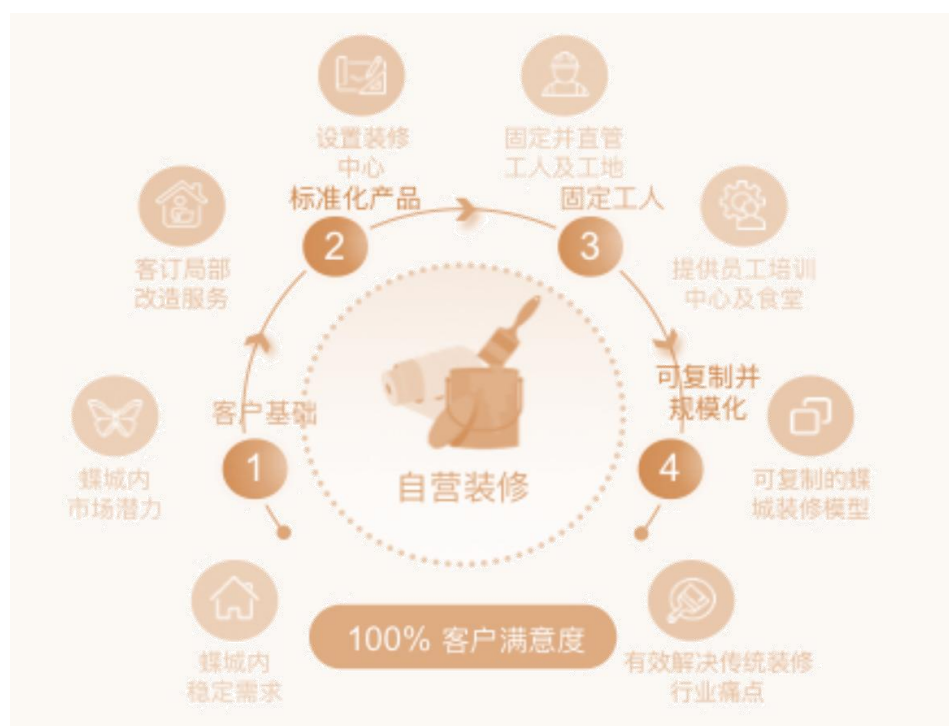 设置装修
中心
固定并直管
工人及工地
标准化产品
固定工人
2
3
客订局部
改造服务
提供员工培训
中心及食堂
可复制并
规模化
客户基础
1
4
自营装修
蝶城内
市场潜力
可复制的蝶
城装修模型
100% 客户满意度
蝶城内
稳定需求
有效解决传统装修
行业痛点